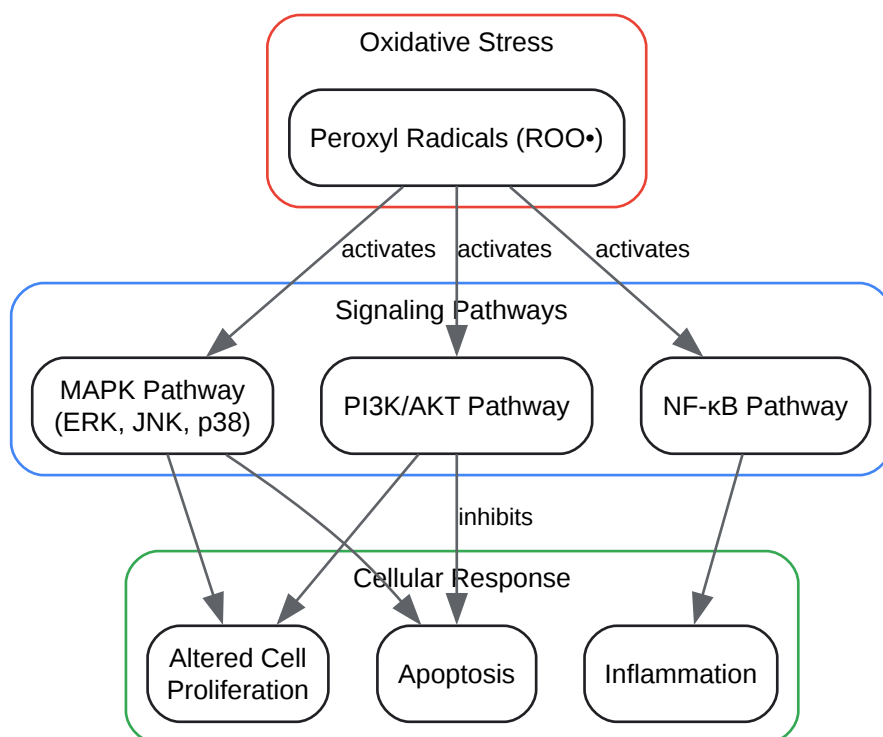 Oxidative Stress
Peroxyl Radicals (ROO•)
activates
activates
activates
Signaling Pathways
MAPK Pathway
(ERK, JNK, p38)
PI3K/AKT Pathway
NF-κB Pathway
inhibits
Cellular Response
Altered Cell
Proliferation
Apoptosis
Inflammation